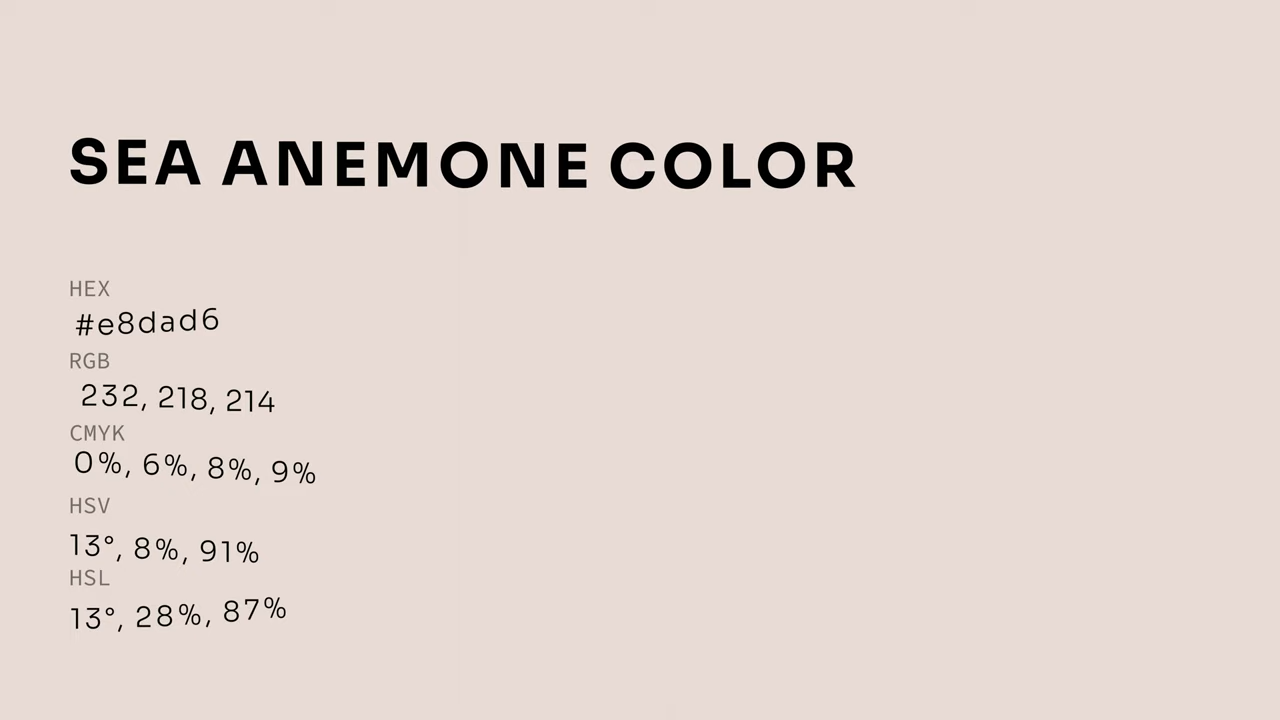 SEA ANEMONE COLOR
HEX
#e8dad6
RGB
232, 218, 214
CMYK
0%, 6%, 8%, 9%
HSV
13°, 8%, 91%
HSL
13°, 28%, 87%